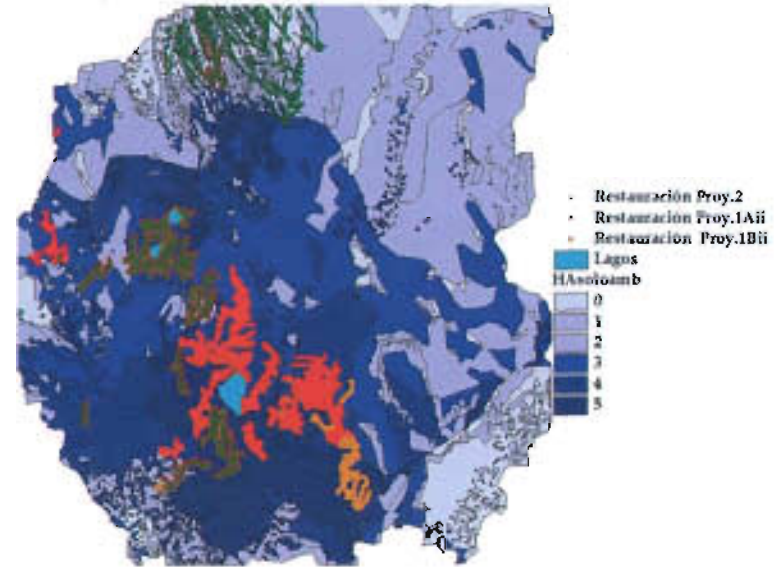 Restauración Proy.2
Restauración Proy.1Aii
Restauración Proy.1Bii
Lagos
HAsoloamb
0
1
2
3
4
5